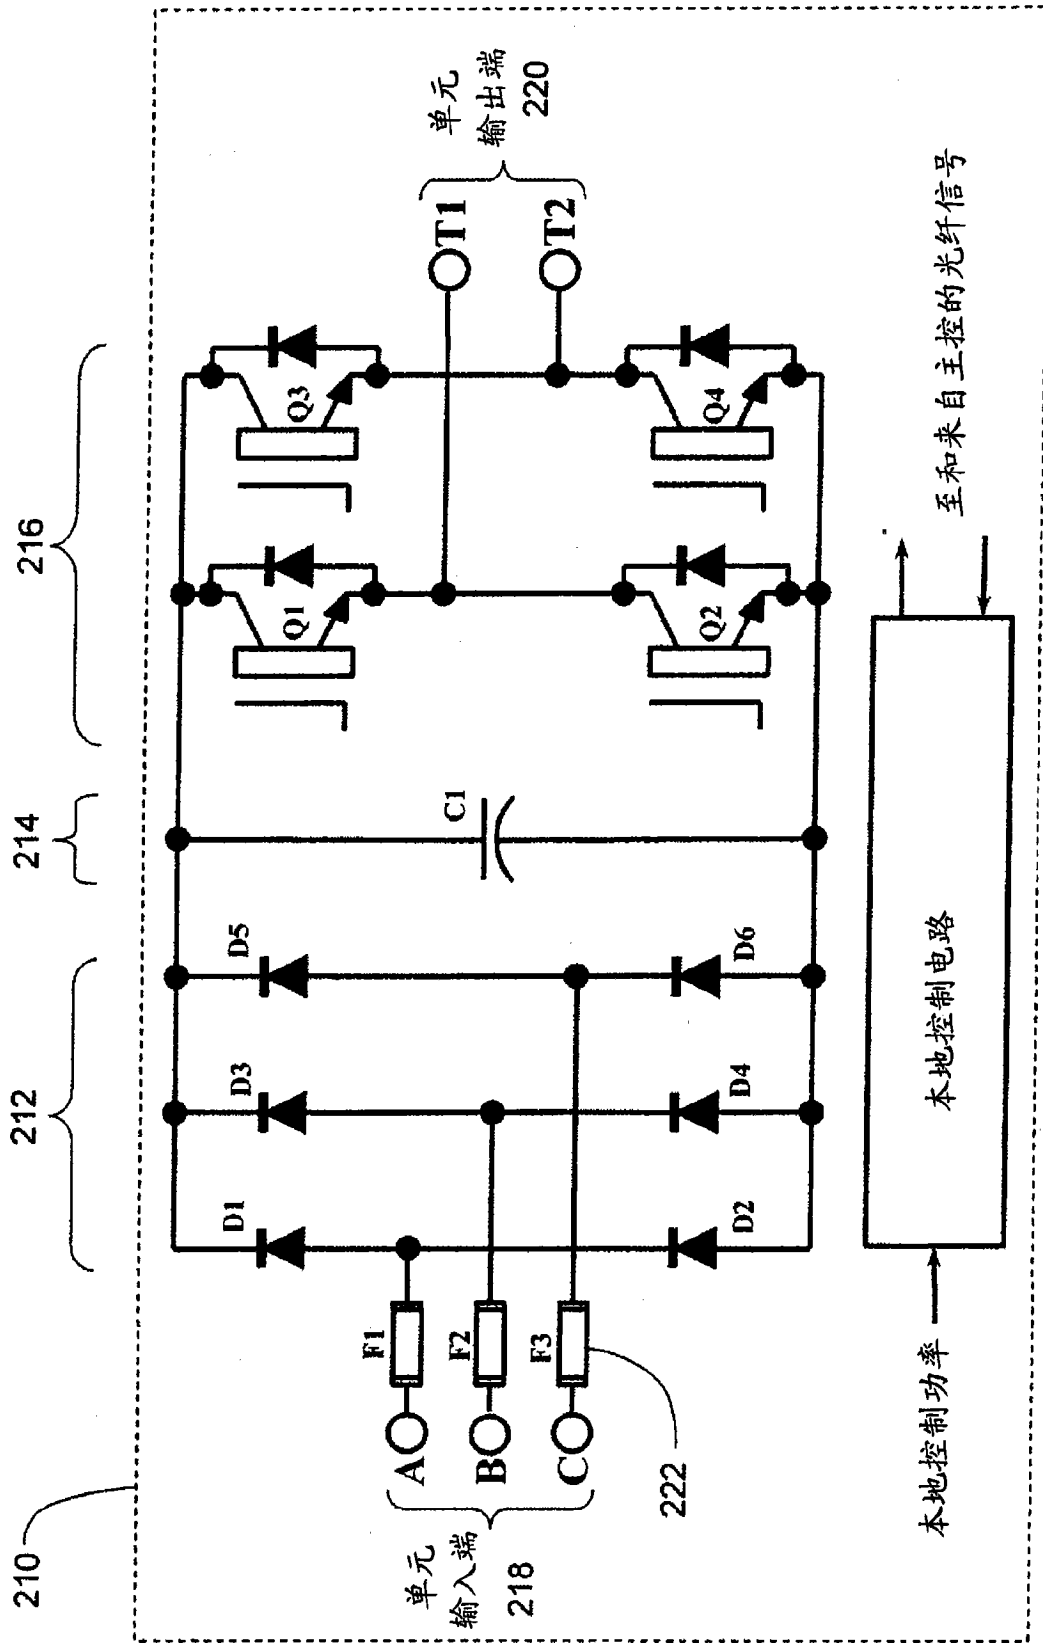 210
212
214
216
D1
D3
D5
C1
Q1
Q3
F1
A
F2
B
F3
C
单元
输入端
218
222
T1
T2
单元
输出端
220
D2
D4
D6
Q2
Q4
本地控制功率
本地控制电路
至和来自主控的光纤信号